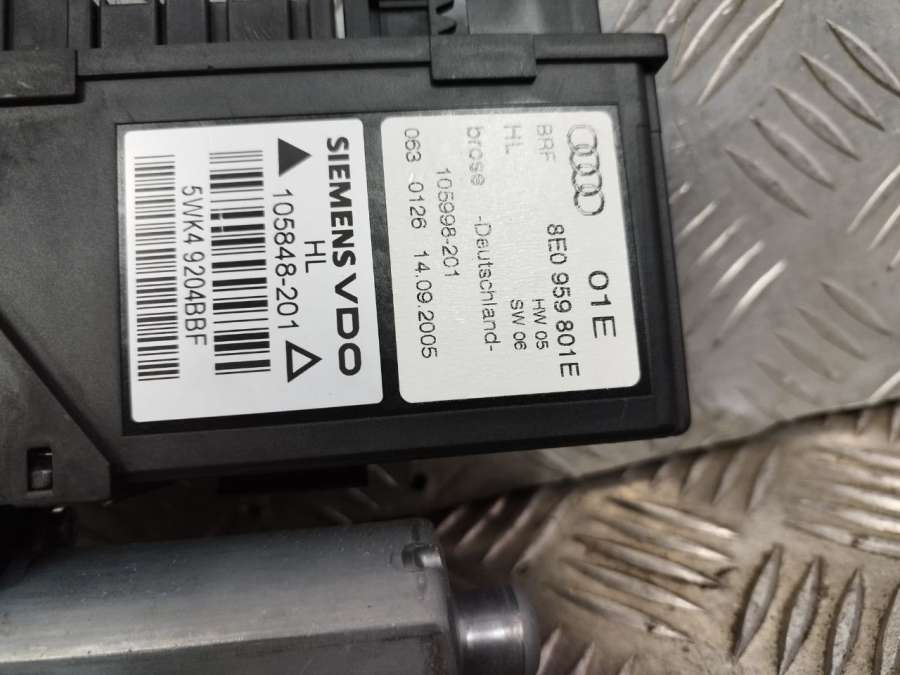 01E
8E0 959 801E
BRF HW 05
HL SW 06
brose -Deutschland-
105998-201
063 0126 14.09.2005
SIEMENS VDO
HL
105848-201
5WK4 9204BBF